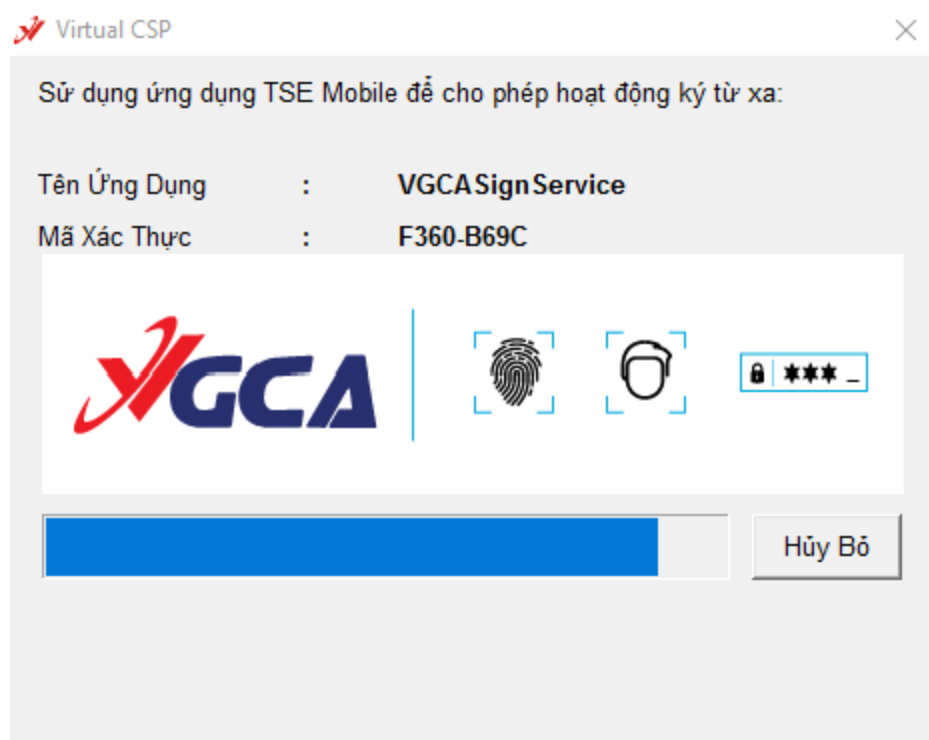 Virtual CSP
Sử dụng ứng dụng TSE Mobile để cho phép hoạt động ký từ xa:
Tên Ứng Dụng : VGCASignService
Mã Xác Thực : F360-B69C
VGCA
*** _
Hủy Bỏ